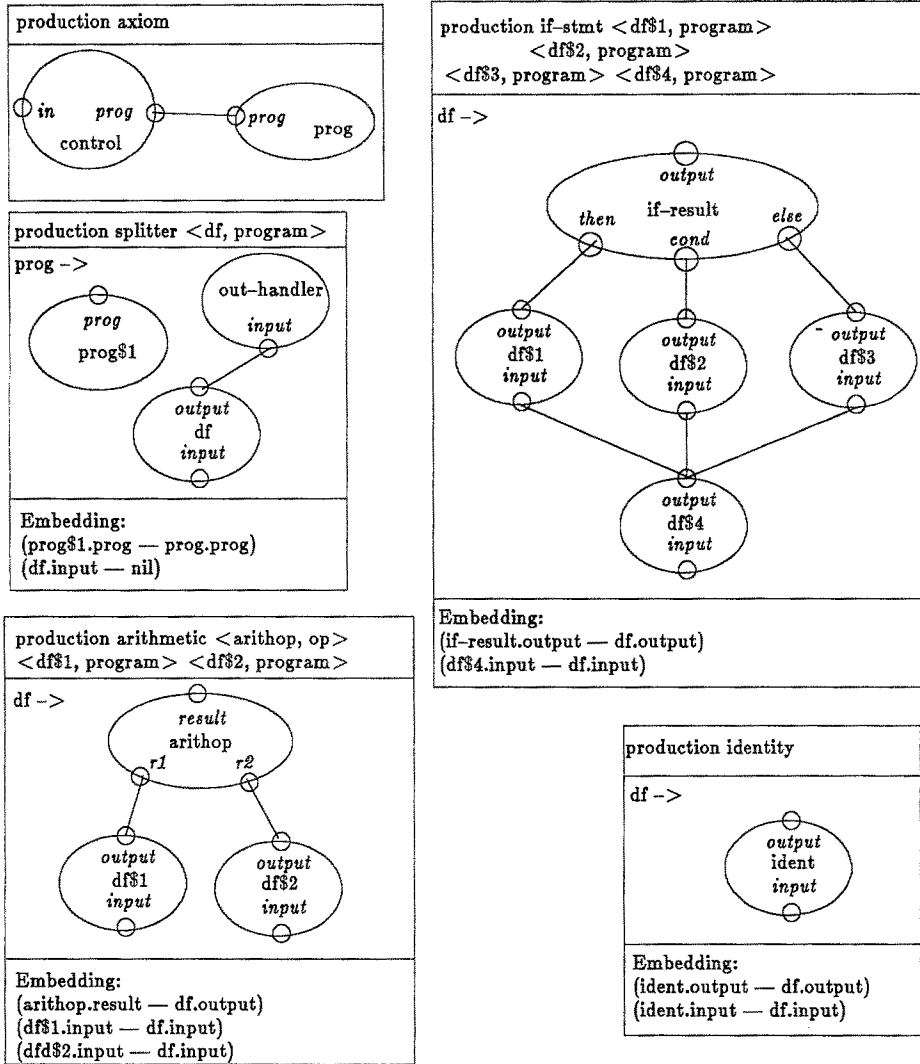 production axiom
in prog
control
prog
prog
production splitter <df, program>
prog ->
prog
prog$1
out-handler
input
output
df
input
Embedding:
(prog$1.prog — prog.prog)
(df.input — nil)
production arithmetic <arithop, op>
<df$1, program> <df$2, program>
df ->
result
arithop
r1 r2
output
df$1
input
output
df$2
input
Embedding:
(arithop.result — df.output)
(df$1.input — df.input)
(dfd$2.input — df.input)
production if-stmt <df$1, program>
<df$2, program>
<df$3, program> <df$4, program>
df ->
output
if-result
then else
cond
output
df$1
input
output
df$2
input
output
df$3
input
output
df$4
input
Embedding:
(if-result.output — df.output)
(df$4.input — df.input)
production identity
df ->
output
ident
input
Embedding:
(ident.output — df.output)
(ident.input — df.input)